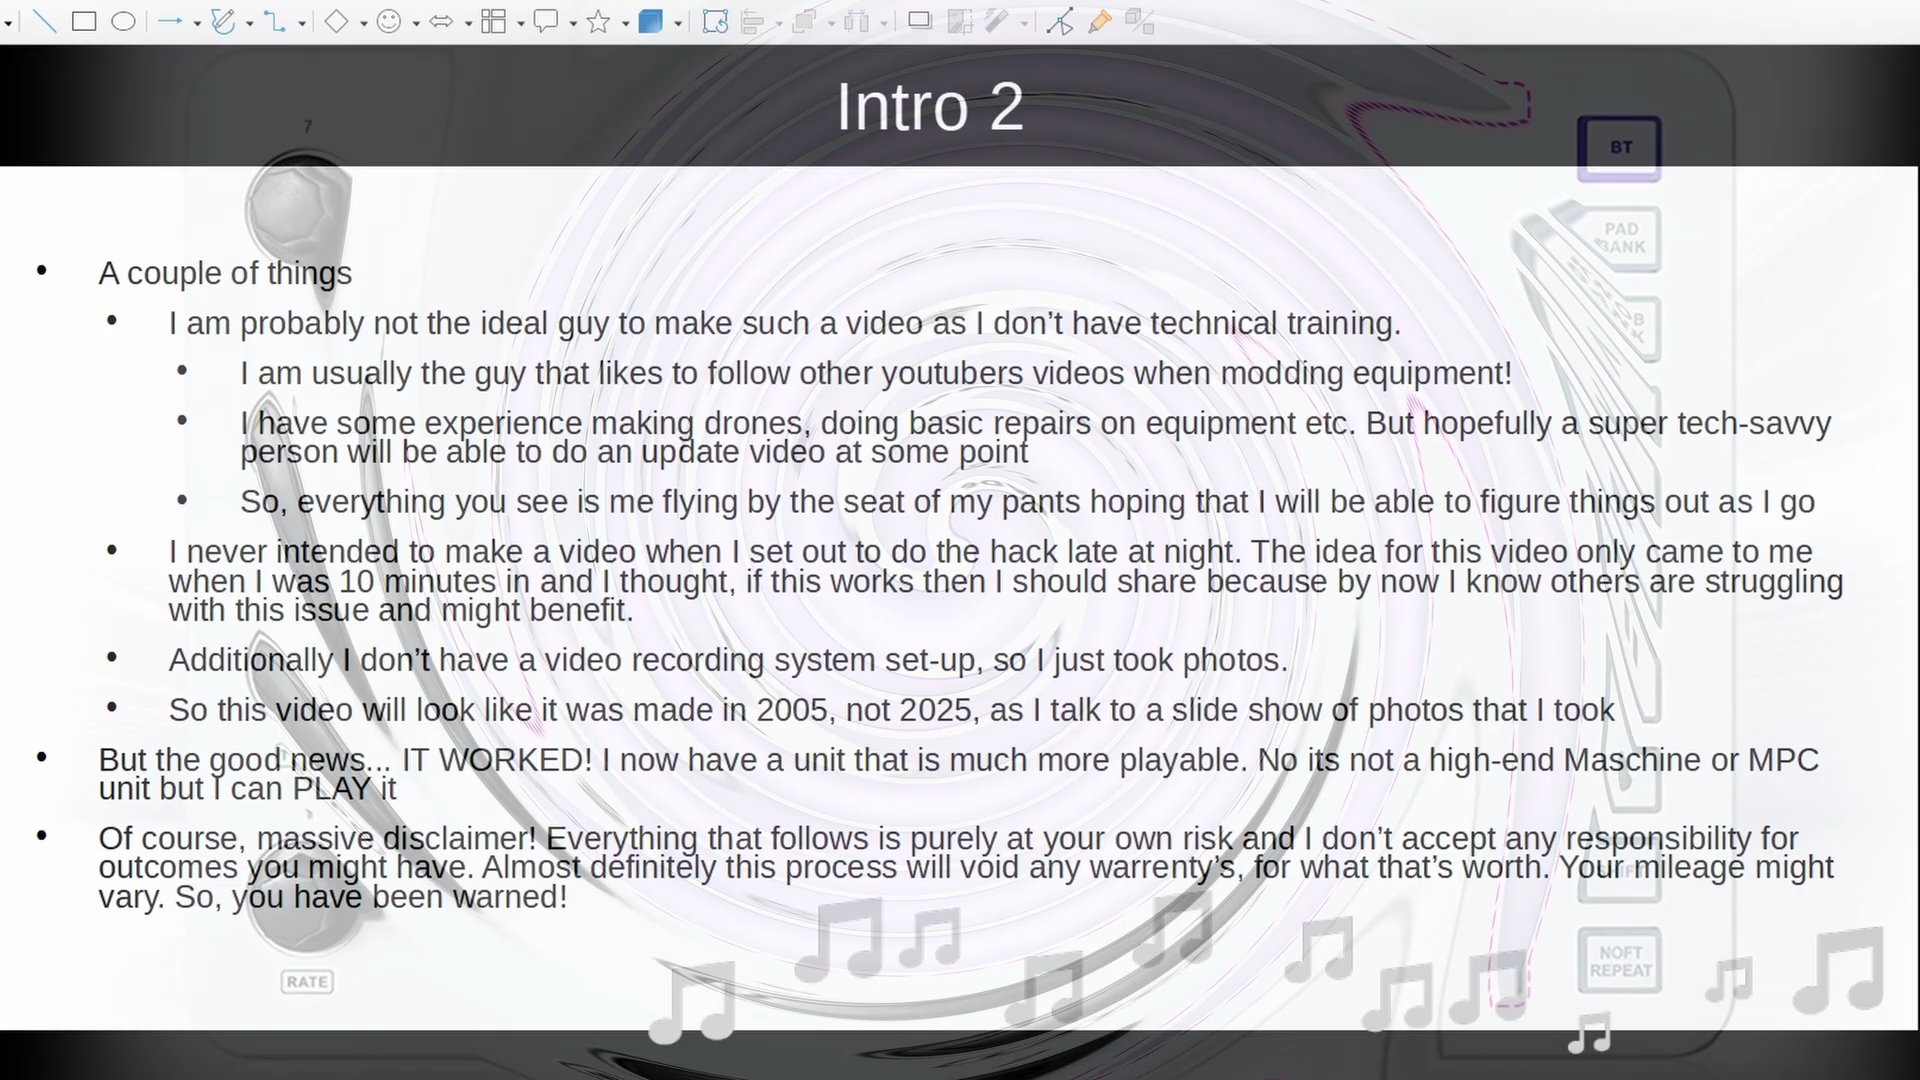 Intro 2
7
BT
PAD
BANK
• A couple of things
• I am probably not the ideal guy to make such a video as I don’t have technical training.
• I am usually the guy that likes to follow other youtubers videos when modding equipment!
• I have some experience making drones, doing basic repairs on equipment etc. But hopefully a super tech-savvy
person will be able to do an update video at some point
• So, everything you see is me flying by the seat of my pants hoping that I will be able to figure things out as I go
• I never intended to make a video when I set out to do the hack late at night. The idea for this video only came to me
when I was 10 minutes in and I thought, if this works then I should share because by now I know others are struggling
with this issue and might benefit.
• Additionally I don’t have a video recording system set-up, so I just took photos.
• So this video will look like it was made in 2005, not 2025, as I talk to a slide show of photos that I took
• But the good news... IT WORKED! I now have a unit that is much more playable. No its not a high-end Maschine or MPC
unit but I can PLAY it
• Of course, massive disclaimer! Everything that follows is purely at your own risk and I don’t accept any responsibility for
outcomes you might have. Almost definitely this process will void any warrenty’s, for what that’s worth. Your mileage might
vary. So, you have been warned!
RATE
NOFT
REPEAT